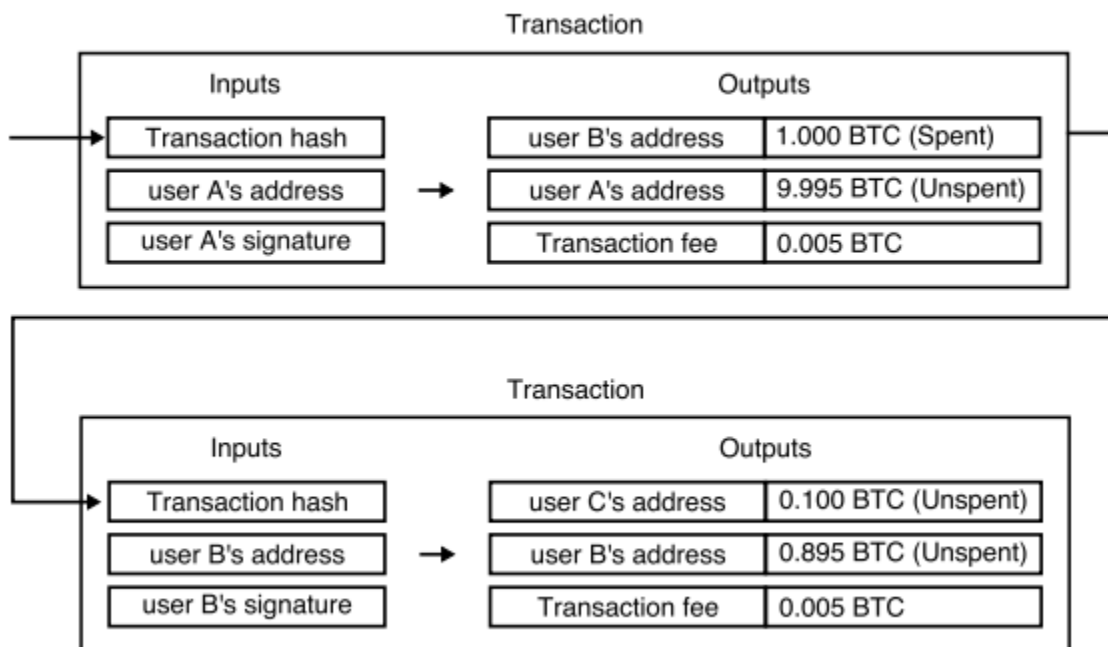 Transaction
Inputs Outputs
Transaction hash user B's address 1.000 BTC (Spent)
user A's address user A's address 9.995 BTC (Unspent)
user A's signature Transaction fee 0.005 BTC
Transaction
Inputs Outputs
Transaction hash user C's address 0.100 BTC (Unspent)
user B's address user B's address 0.895 BTC (Unspent)
user B's signature Transaction fee 0.005 BTC